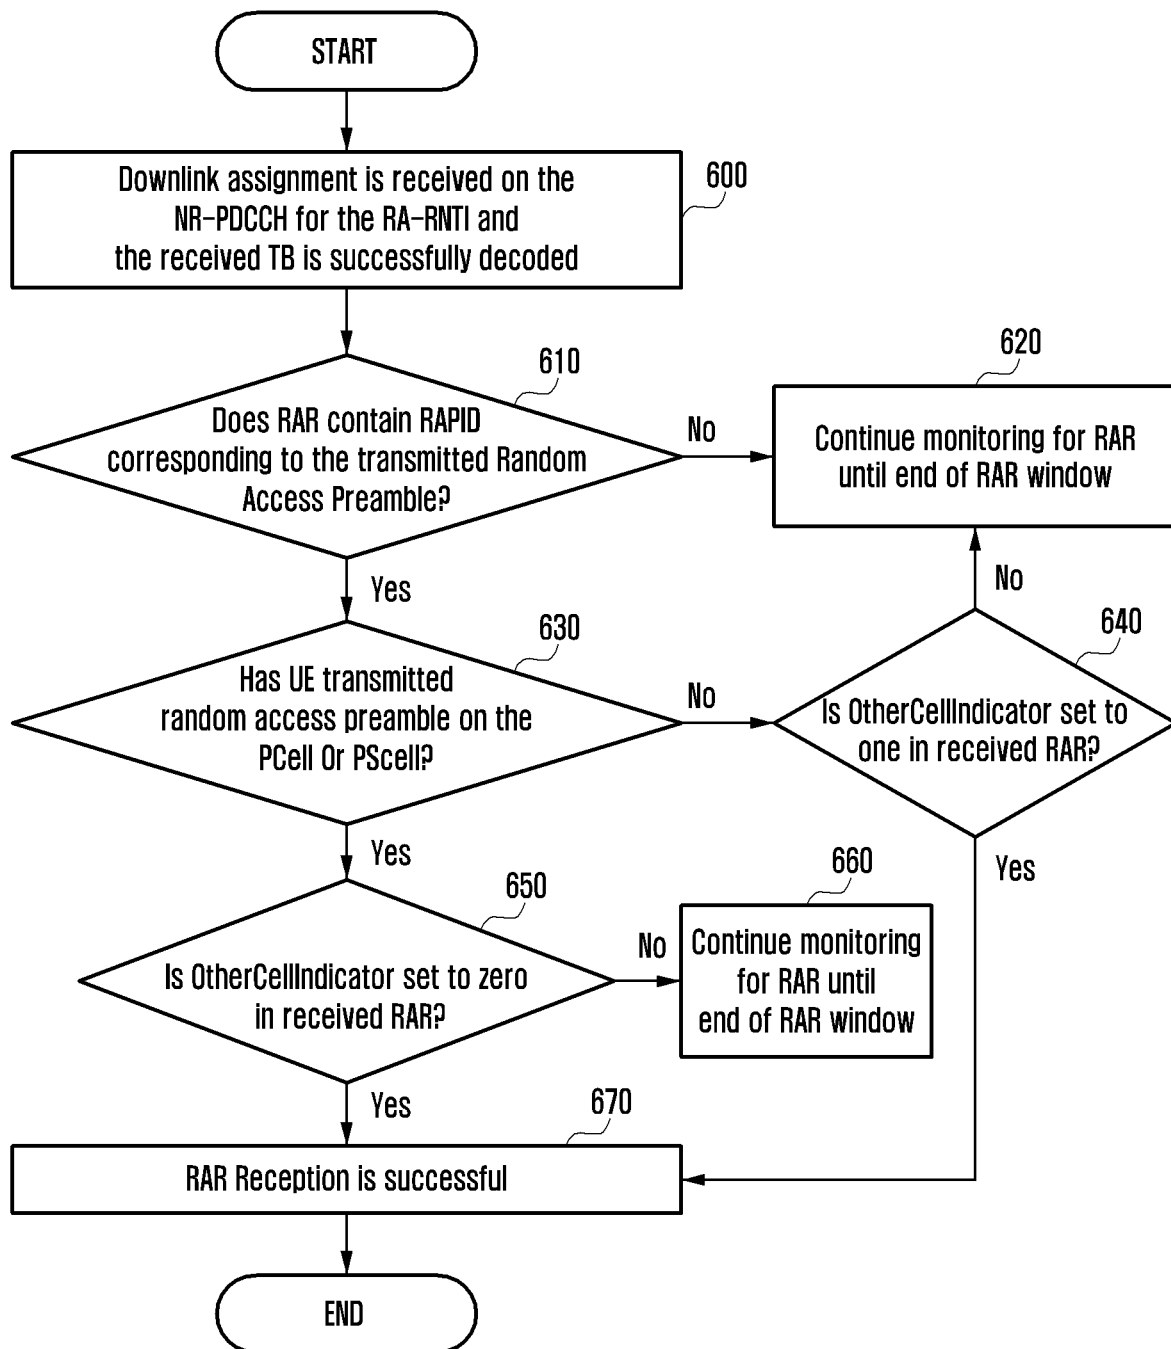 START
Downlink assignment is received on the
NR-PDCCH for the RA-RNTI and
the received TB is successfully decoded
600
610
Does RAR contain RAPID
corresponding to the transmitted Random
Access Preamble?
No
620
Continue monitoring for RAR
until end of RAR window
Yes
No
630
Has UE transmitted
random access preamble on the
PCell Or PScell?
No
640
Is OtherCellIndicator set to
one in received RAR?
Yes
Yes
650
Is OtherCellIndicator set to zero
in received RAR?
No
660
Continue monitoring
for RAR until
end of RAR window
Yes
670
RAR Reception is successful
END